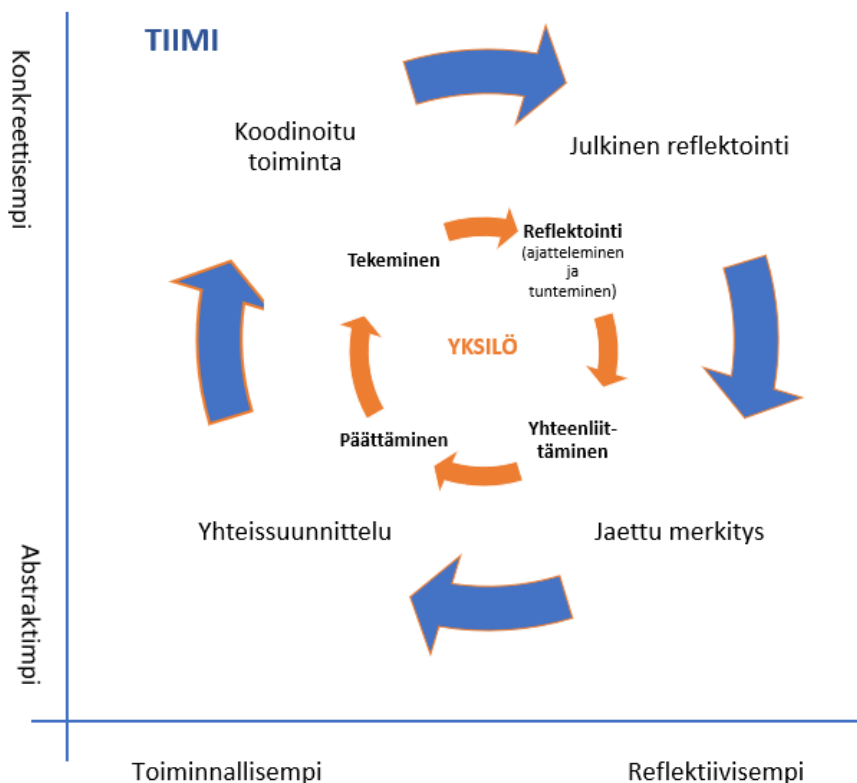 TIIMI
Konkreettisempi
Koodinoitu
toiminta
Julkinen reflektointi
Reflektointi
(ajatteleminen
ja
tunteminen)
Tekeminen
YKSILÖ
Päättäminen
Yhteenliit-
täminen
Yhteissuunnittelu
Jaettu merkitys
Abstraktimpi
Toiminnallisempi
Reflektiivisempi